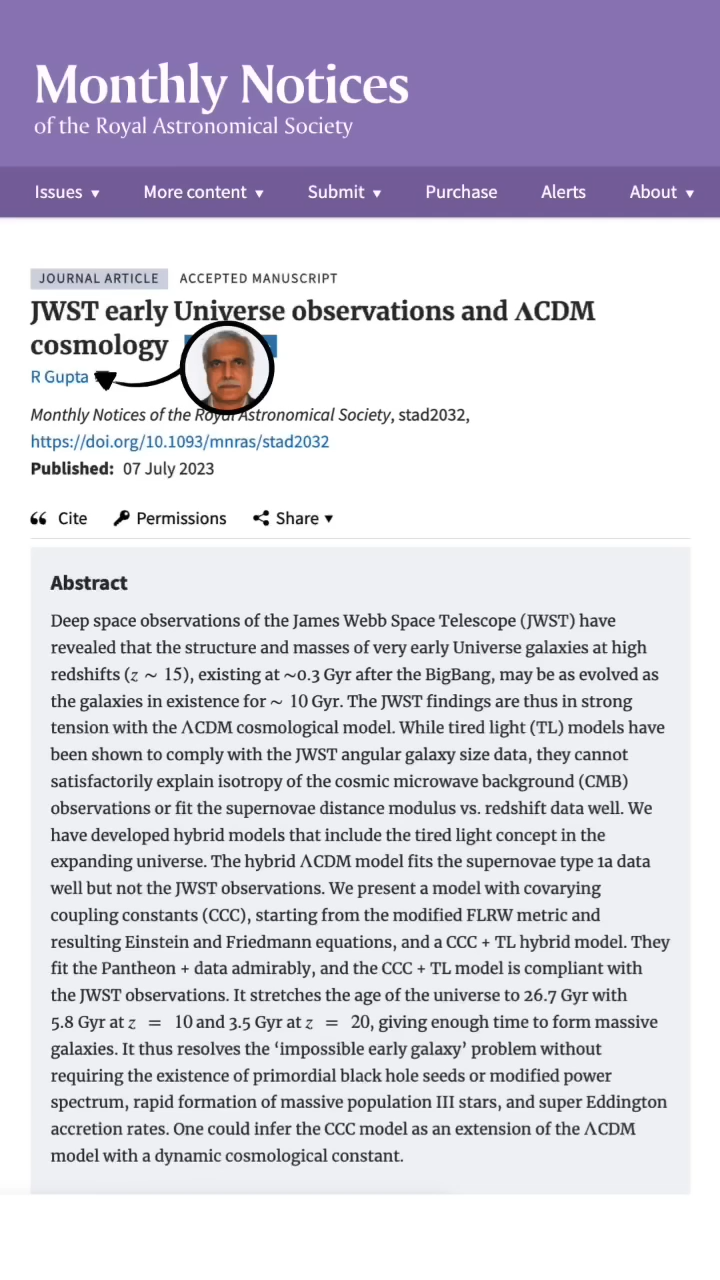 Monthly Notices
of the Royal Astronomical Society
Issues ▼ More content ▼ Submit ▼ Purchase Alerts About ▼
JOURNAL ARTICLE ACCEPTED MANUSCRIPT
JWST early Universe observations and ΛCDM
cosmology
R Gupta
Monthly Notices of the Royal Astronomical Society, stad2032,
https://doi.org/10.1093/mnras/stad2032
Published: 07 July 2023
Cite Permissions Share ▼
Abstract
Deep space observations of the James Webb Space Telescope (JWST) have
revealed that the structure and masses of very early Universe galaxies at high
redshifts (z ~ 15), existing at ~0.3 Gyr after the BigBang, may be as evolved as
the galaxies in existence for ~ 10 Gyr. The JWST findings are thus in strong
tension with the ΛCDM cosmological model. While tired light (TL) models have
been shown to comply with the JWST angular galaxy size data, they cannot
satisfactorily explain isotropy of the cosmic microwave background (CMB)
observations or fit the supernovae distance modulus vs. redshift data well. We
have developed hybrid models that include the tired light concept in the
expanding universe. The hybrid ΛCDM model fits the supernovae type 1a data
well but not the JWST observations. We present a model with covarying
coupling constants (CCC), starting from the modified FLRW metric and
resulting Einstein and Friedmann equations, and a CCC + TL hybrid model. They
fit the Pantheon + data admirably, and the CCC + TL model is compliant with
the JWST observations. It stretches the age of the universe to 26.7 Gyr with
5.8 Gyr at z = 10 and 3.5 Gyr at z = 20, giving enough time to form massive
galaxies. It thus resolves the ‘impossible early galaxy’ problem without
requiring the existence of primordial black hole seeds or modified power
spectrum, rapid formation of massive population III stars, and super Eddington
accretion rates. One could infer the CCC model as an extension of the ΛCDM
model with a dynamic cosmological constant.